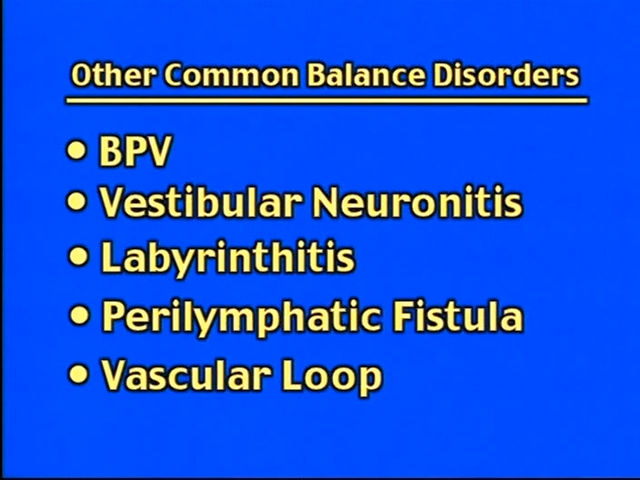 Other Common Balance Disorders
• BPV
• Vestibular Neuronitis
• Labyrinthitis
• Perilymphatic Fistula
• Vascular Loop